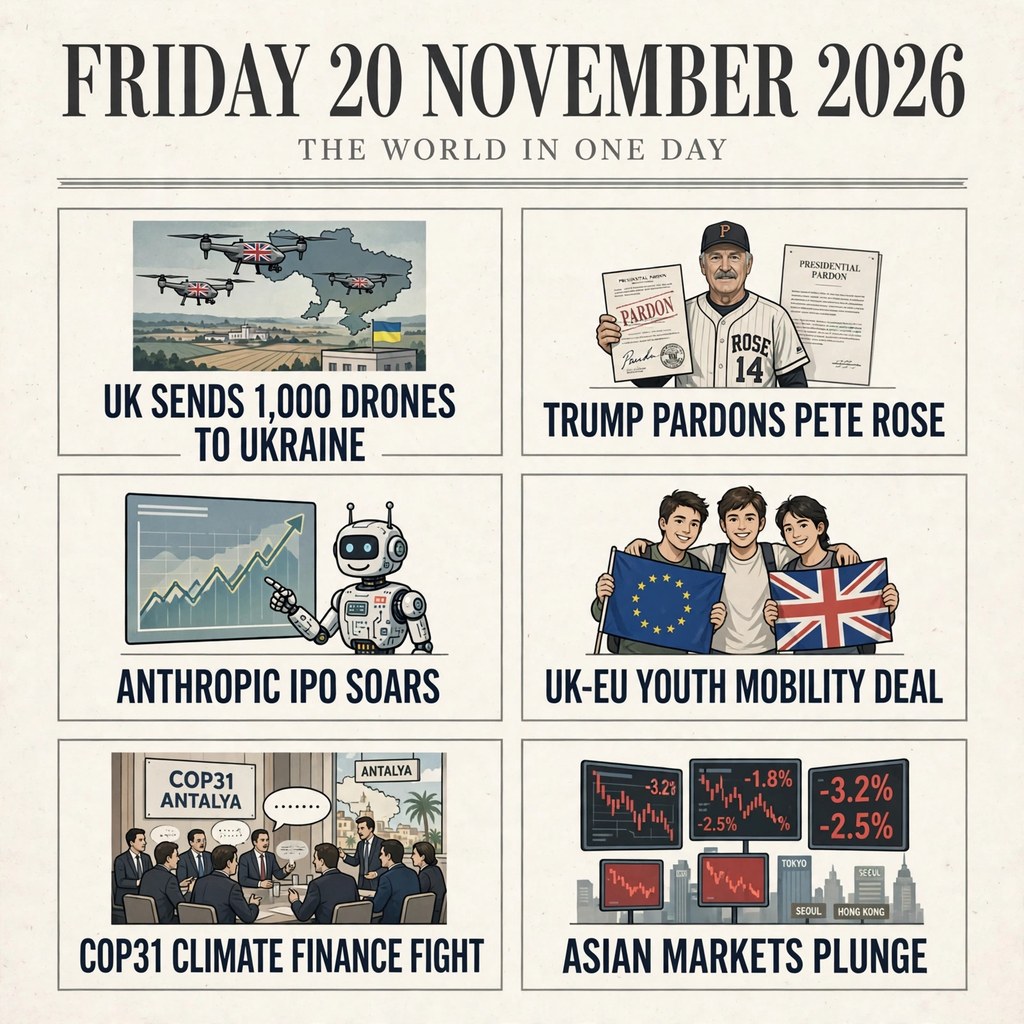 FRIDAY 20 NOVEMBER 2026
THE WORLD IN ONE DAY
UK SENDS 1,000 DRONES
TO UKRAINE
P
PARDON
PRESIDENTIAL
PARDON
ROSE
14
TRUMP PARDONS PETE ROSE
ANTHROPIC IPO SOARS
UK-EU YOUTH MOBILITY DEAL
COP31
ANTALYA
ANTALYA
COP31 CLIMATE FINANCE FIGHT
-3.2%
-1.8%
-2.5%
%
-3.2%
-2.5%
TOKYO
SEOUL
SEOUL
HONG KONG
ASIAN MARKETS PLUNGE